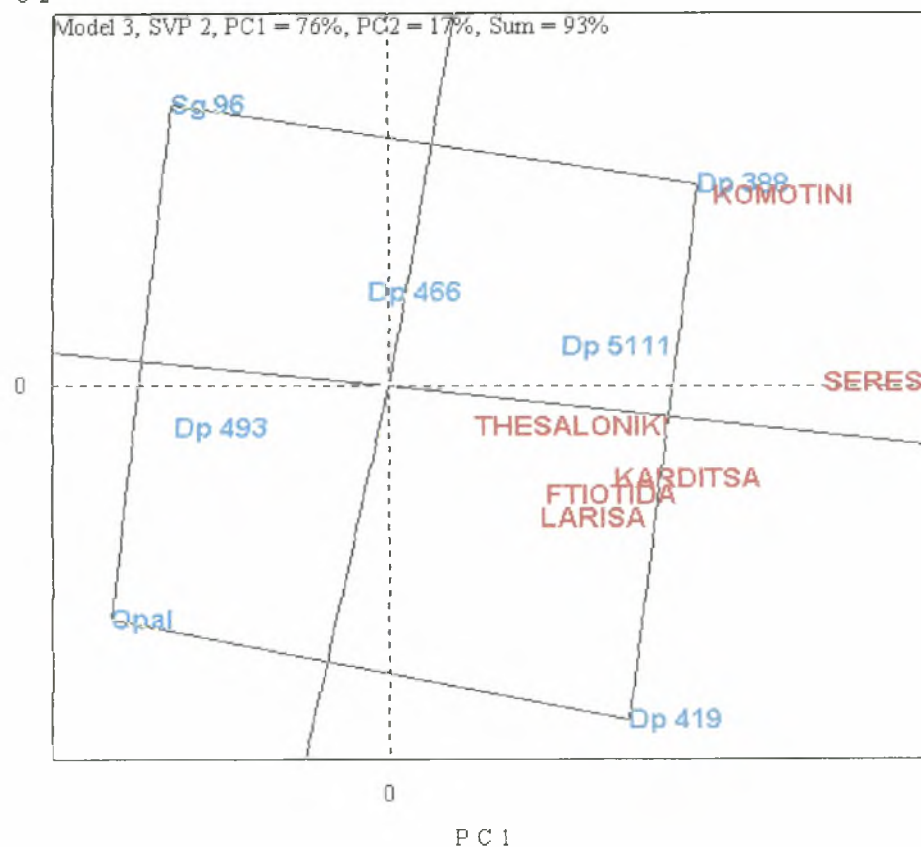 Model 3, SVP 2, PC1 = 76%, PC2 = 17%, Sum = 93%
Sg 96
Dp 388
KOMOTINI
Dp 466
Dp 5111
0
SERES
Dp 493
THESALONIKI
KARDITSA
FTIOTIDA
LARISA
Opal
Dp 419
0
PC 1